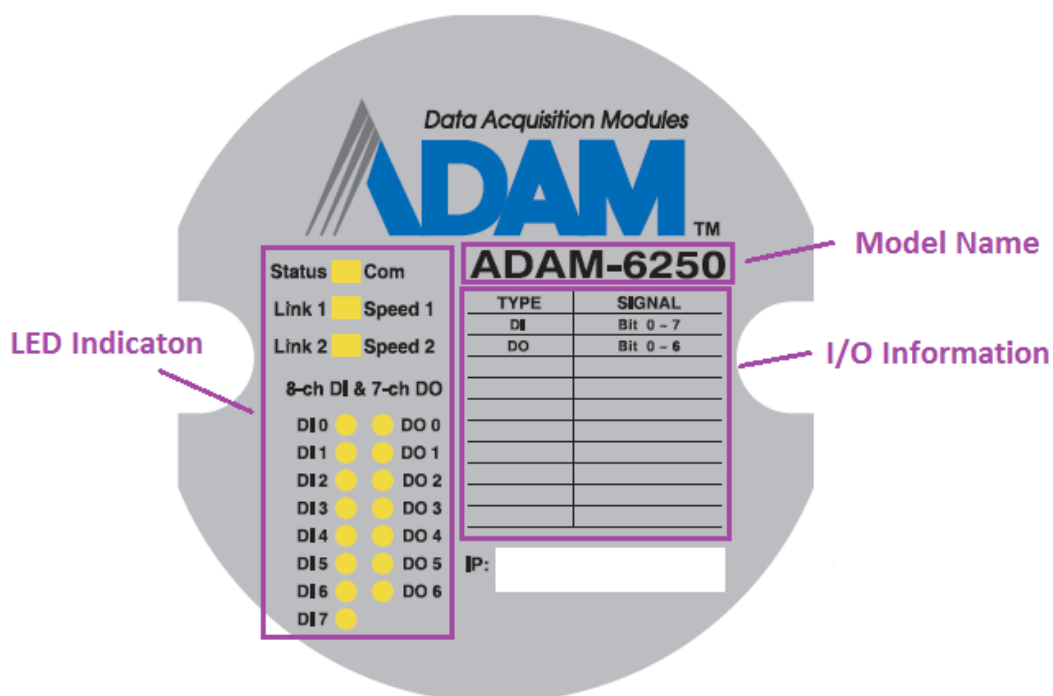 Data Acquisition Modules
ADAM
TM
Model Name
ADAM-6250
Status Com
Link 1 Speed 1
Link 2 Speed 2
LED Indicaton
8-ch DI & 7-ch DO
DI 0 DO 0
DI 1 DO 1
DI 2 DO 2
DI 3 DO 3
DI 4 DO 4
DI 5 DO 5
DI 6 DO 6
DI 7
TYPE SIGNAL
DI Bit 0 ~ 7
DO Bit 0 ~ 6
I/O Information
IP: